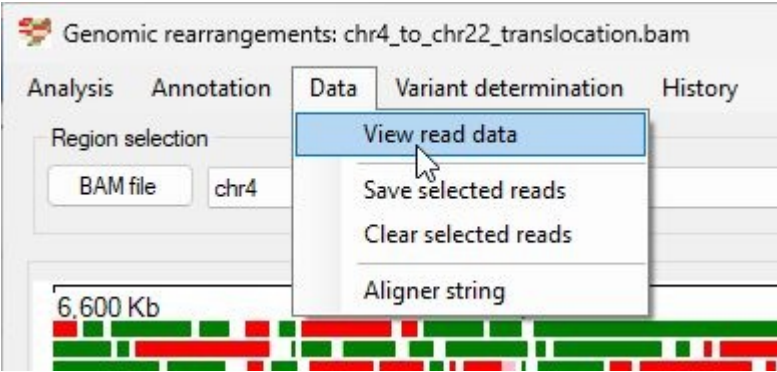 Genomic rearrangements: chr4_to_chr22_translocation.bam
Analysis Annotation Data Variant determination History
Region selection
View read data
BAM file chr4
Save selected reads
Clear selected reads
Aligner string
6,600 Kb